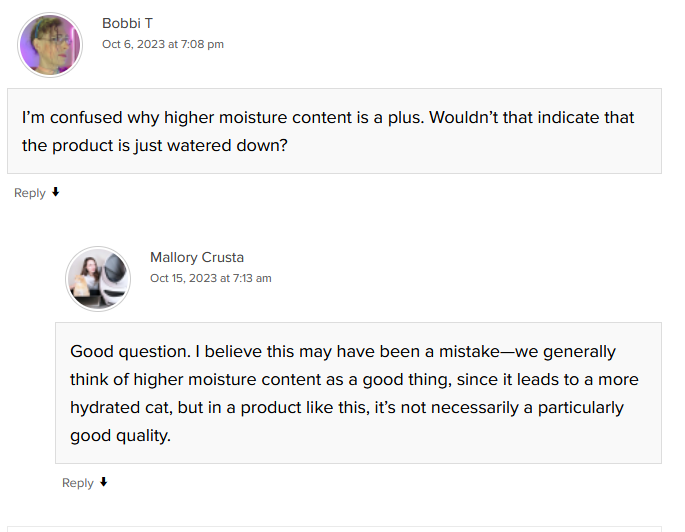 Bobbi T
Oct 6, 2023 at 7:08 pm
I’m confused why higher moisture content is a plus. Wouldn’t that indicate that
the product is just watered down?
Reply
Mallory Crusta
Oct 15, 2023 at 7:13 am
Good question. I believe this may have been a mistake—we generally
think of higher moisture content as a good thing, since it leads to a more
hydrated cat, but in a product like this, it’s not necessarily a particularly
good quality.
Reply